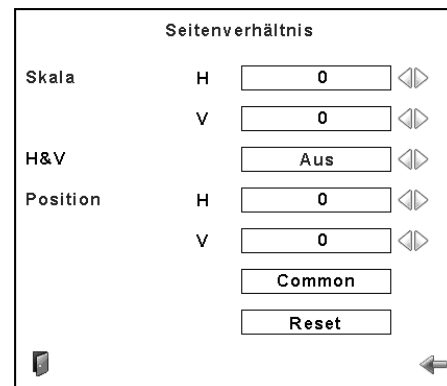 Seitenverhältnis
Skala H 0
V 0
H&V Aus
Position H 0
V 0
Common
Reset